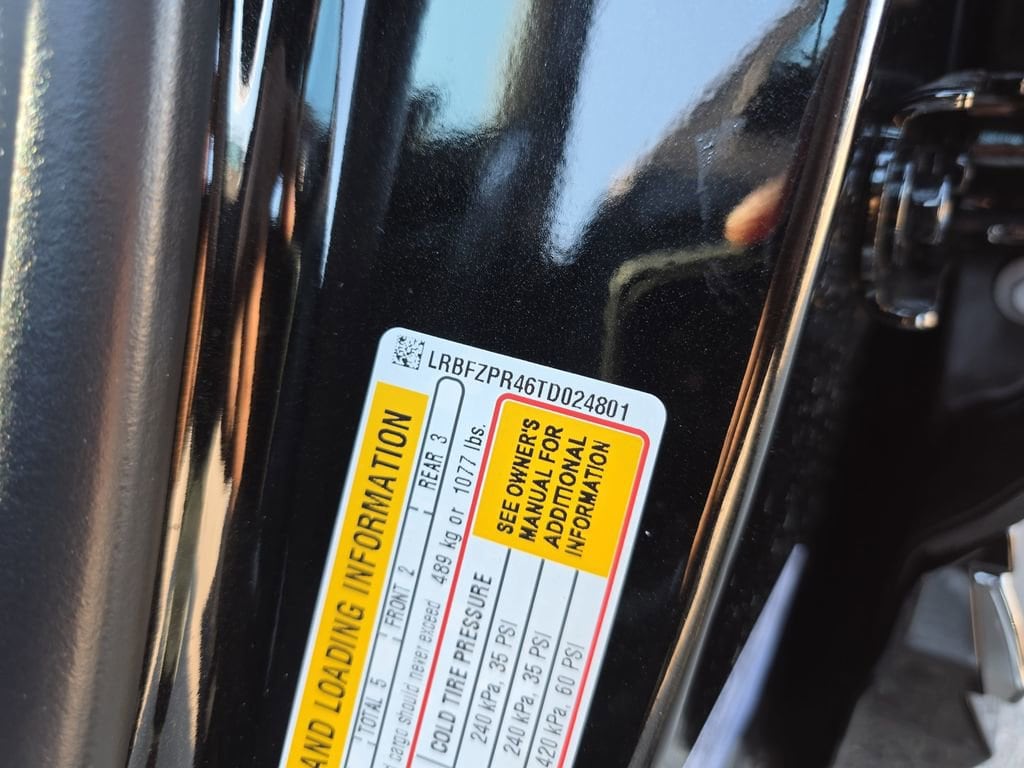 LRBFZPR46TD024801
AND LOADING INFORMATION
TOTAL 5 FRONT 2 REAR 3
cargo should never exceed 489 kg or 1077 lbs.
COLD TIRE PRESSURE
240 kPa, 35 PSI
240 kPa, 35 PSI
420 kPa, 60 PSI
SEE OWNER'S
MANUAL FOR
ADDITIONAL
INFORMATION